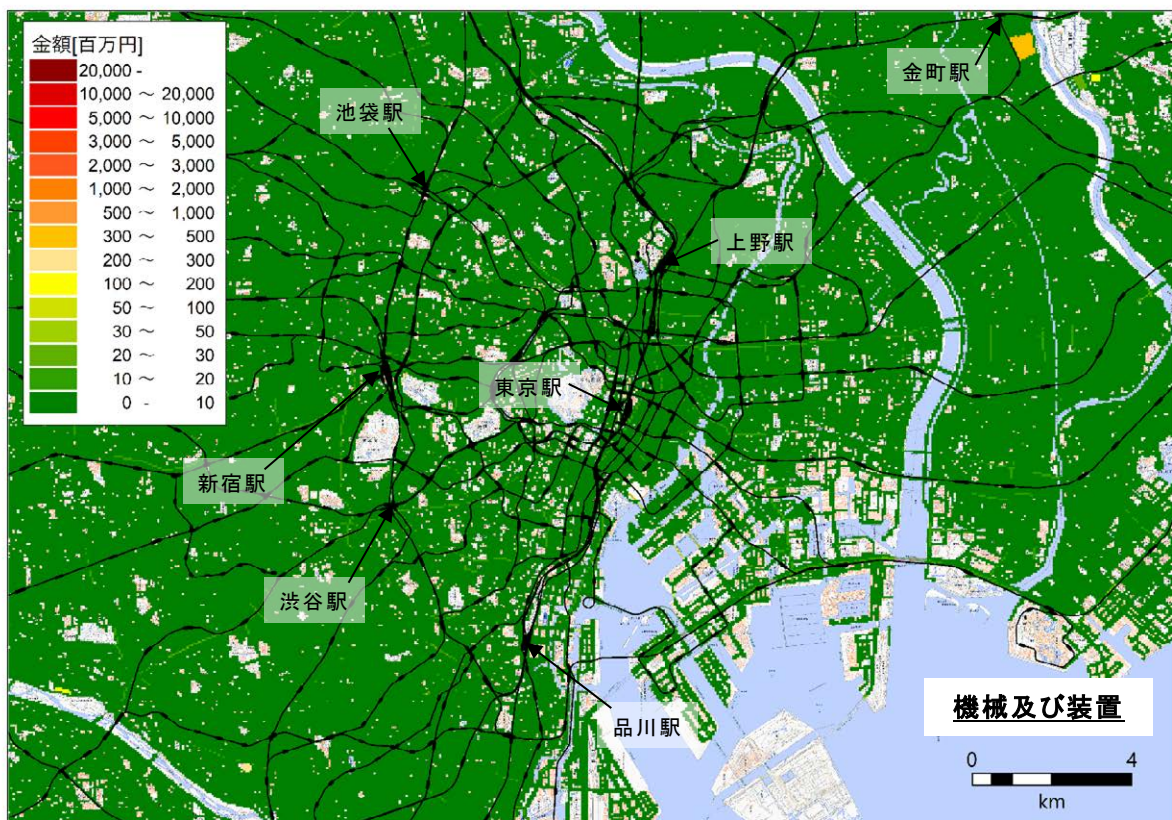 金額[百万円]
20,000 -
10,000 ～ 20,000
5,000 ～ 10,000
3,000 ～ 5,000
2,000 ～ 3,000
1,000 ～ 2,000
500 ～ 1,000
300 ～ 500
200 ～ 300
100 ～ 200
50 ～ 100
30 ～ 50
20 ～ 30
10 ～ 20
0 - 10
金町駅
池袋駅
上野駅
東京駅
新宿駅
渋谷駅
品川駅
機械及び装置
0 4
km